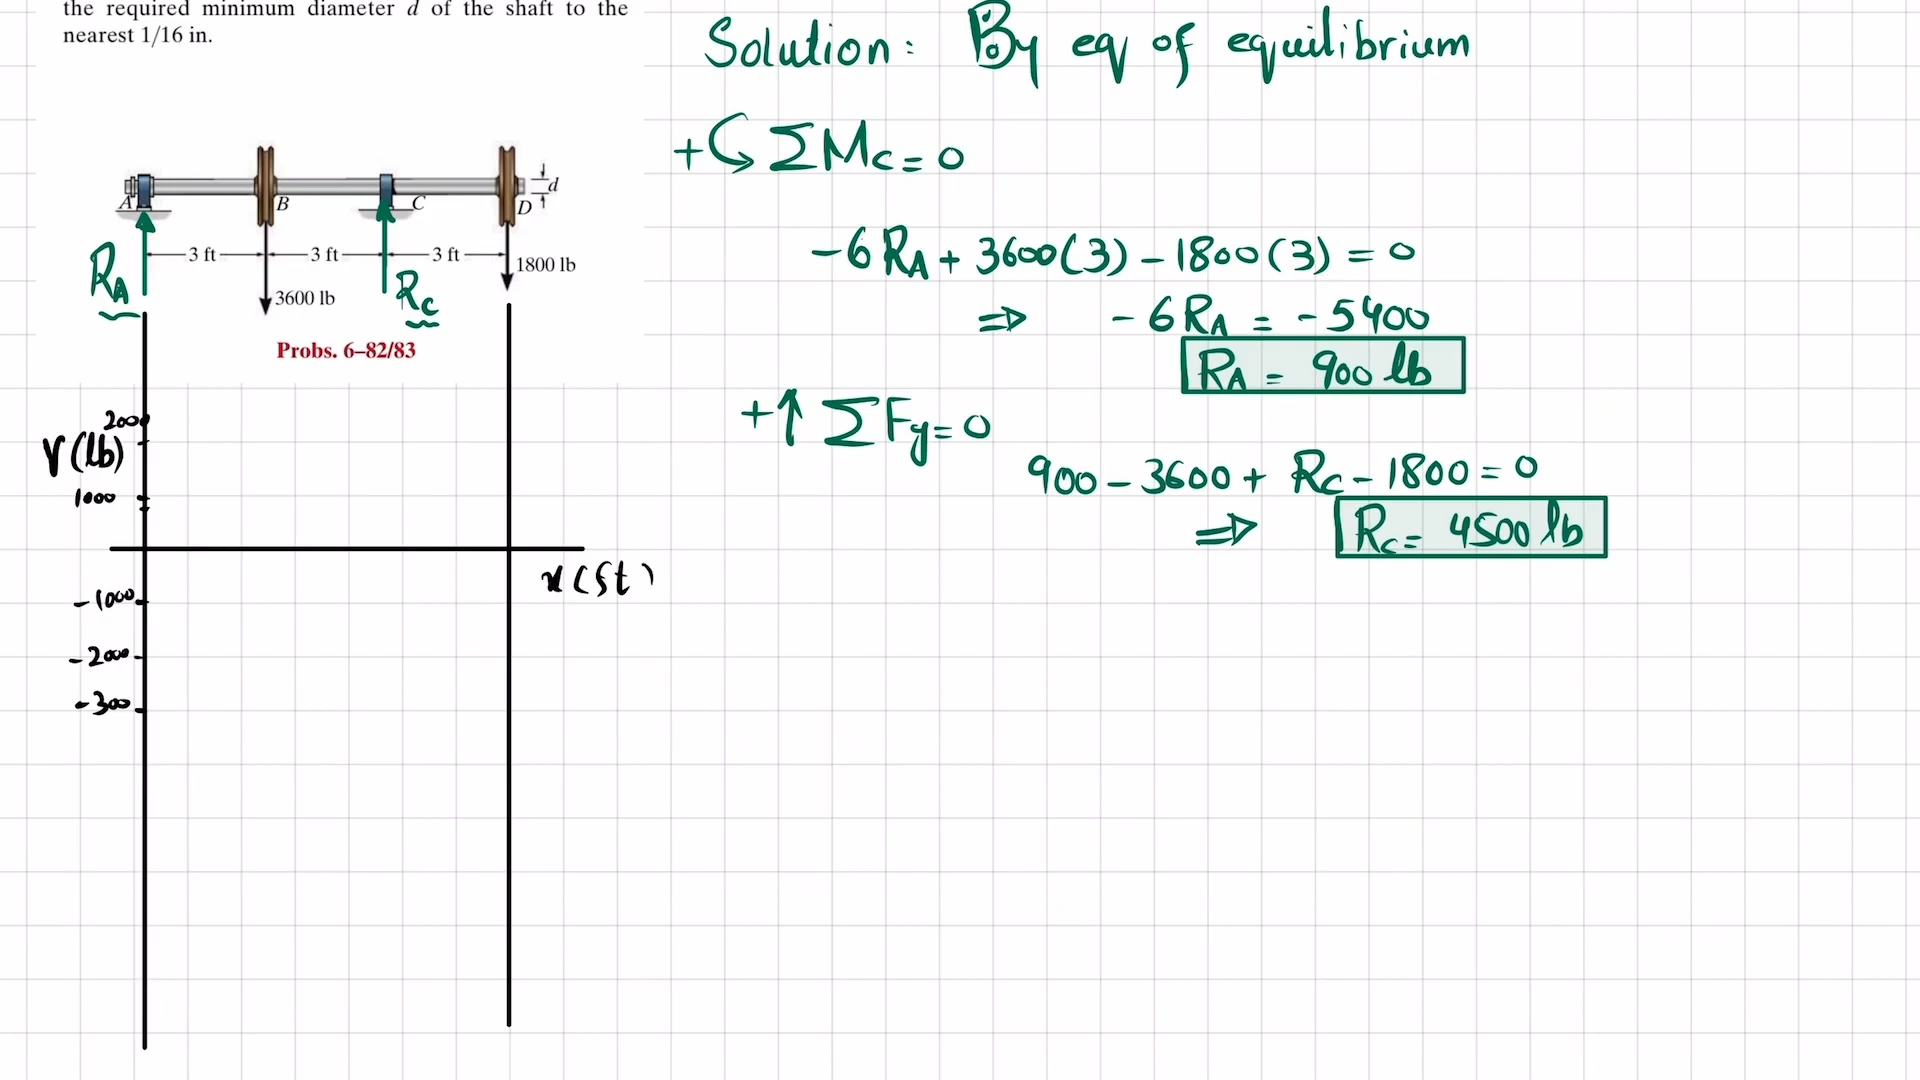 the required minimum diameter d of the shaft to the
nearest 1/16 in.
A
B
C
D
d
3 ft
3 ft
3 ft
1800 lb
3600 lb
RA
RC
Probs. 6–82/83
V(lb)
2000
1000
-1000
-2000
-300
x(ft)
Solution: By eq of equilibrium
+ ΣMC=0
-6RA + 3600(3) - 1800(3) = 0
⇒ -6RA = -5400
RA = 900 lb
+↑ ΣFy=0
900 - 3600 + RC - 1800 = 0
⇒ RC = 4500 lb